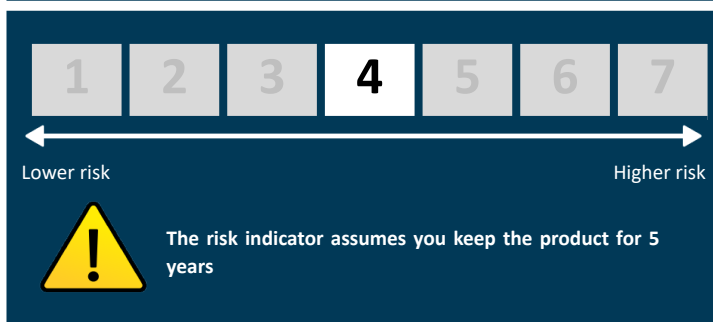 1 2 3 4 5 6 7
Lower risk Higher risk
The risk indicator assumes you keep the product for 5
years